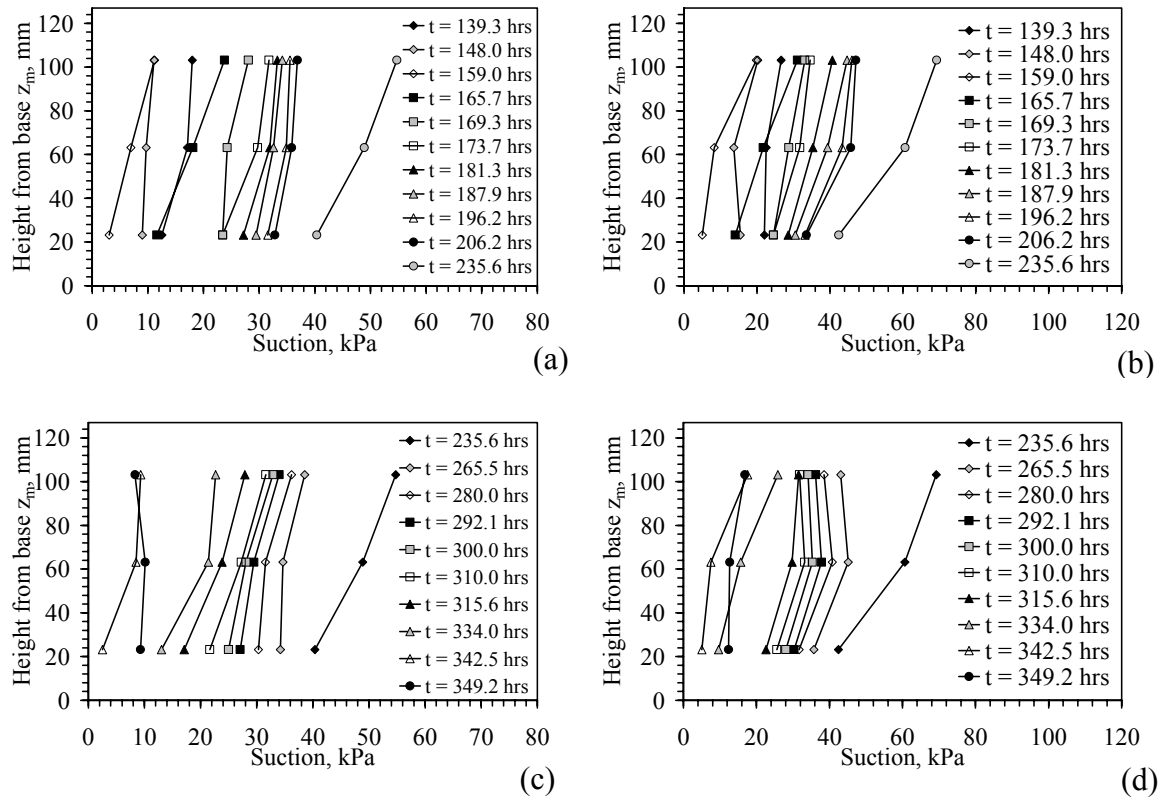 120
100
80
60
40
20
0
Height from base z_m, mm
0 10 20 30 40 50 60 70 80
Suction, kPa
t = 139.3 hrs
t = 148.0 hrs
t = 159.0 hrs
t = 165.7 hrs
t = 169.3 hrs
t = 173.7 hrs
t = 181.3 hrs
t = 187.9 hrs
t = 196.2 hrs
t = 206.2 hrs
t = 235.6 hrs
(a)
120
100
80
60
40
20
0
Height from base z_m, mm
0 20 40 60 80 100 120
Suction, kPa
t = 139.3 hrs
t = 148.0 hrs
t = 159.0 hrs
t = 165.7 hrs
t = 169.3 hrs
t = 173.7 hrs
t = 181.3 hrs
t = 187.9 hrs
t = 196.2 hrs
t = 206.2 hrs
t = 235.6 hrs
(b)
120
100
80
60
40
20
0
Height from base z_m, mm
0 10 20 30 40 50 60 70 80
Suction, kPa
t = 235.6 hrs
t = 265.5 hrs
t = 280.0 hrs
t = 292.1 hrs
t = 300.0 hrs
t = 310.0 hrs
t = 315.6 hrs
t = 334.0 hrs
t = 342.5 hrs
t = 349.2 hrs
(c)
120
100
80
60
40
20
0
Height from base z_m, mm
0 20 40 60 80 100 120
Suction, kPa
t = 235.6 hrs
t = 265.5 hrs
t = 280.0 hrs
t = 292.1 hrs
t = 300.0 hrs
t = 310.0 hrs
t = 315.6 hrs
t = 334.0 hrs
t = 342.5 hrs
t = 349.2 hrs
(d)